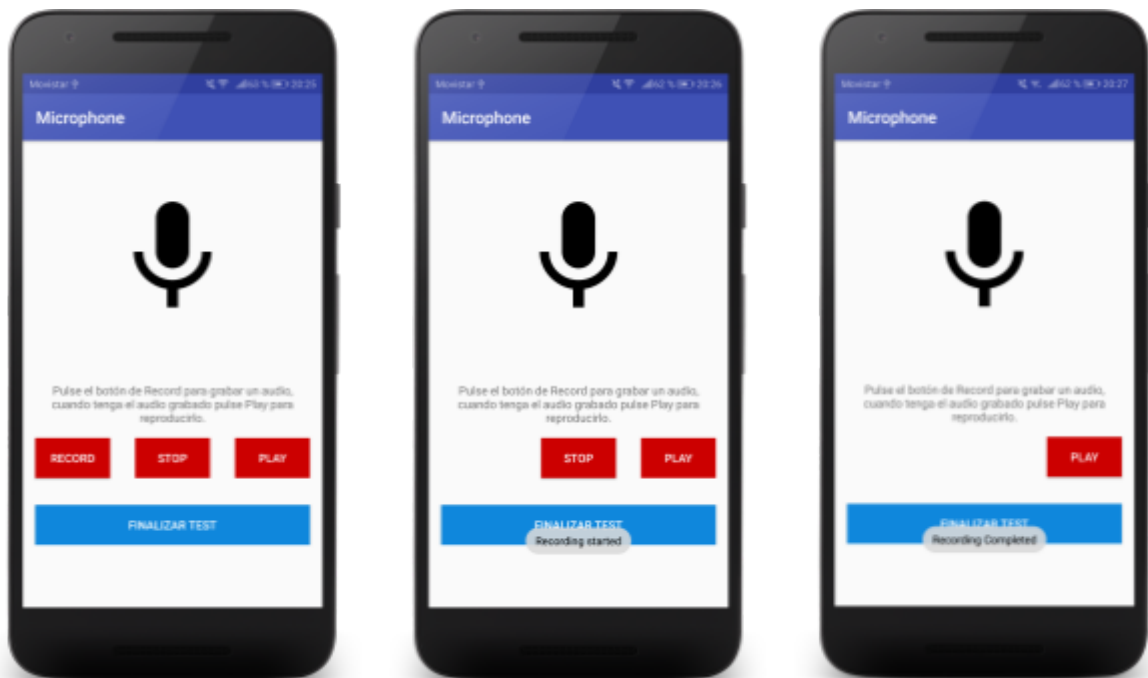 Movistar 63 % 20:25
Microphone
Pulse el botón de Record para grabar un audio,
cuando tenga el audio grabado pulse Play para
reproducirlo.
RECORD STOP PLAY
FINALIZAR TEST
Movistar 62 % 20:26
Microphone
Pulse el botón de Record para grabar un audio,
cuando tenga el audio grabado pulse Play para
reproducirlo.
STOP PLAY
FINALIZAR TEST
Recording started
Movistar 62 % 20:27
Microphone
Pulse el botón de Record para grabar un audio,
cuando tenga el audio grabado pulse Play para
reproducirlo.
PLAY
FINALIZAR TEST
Recording Completed